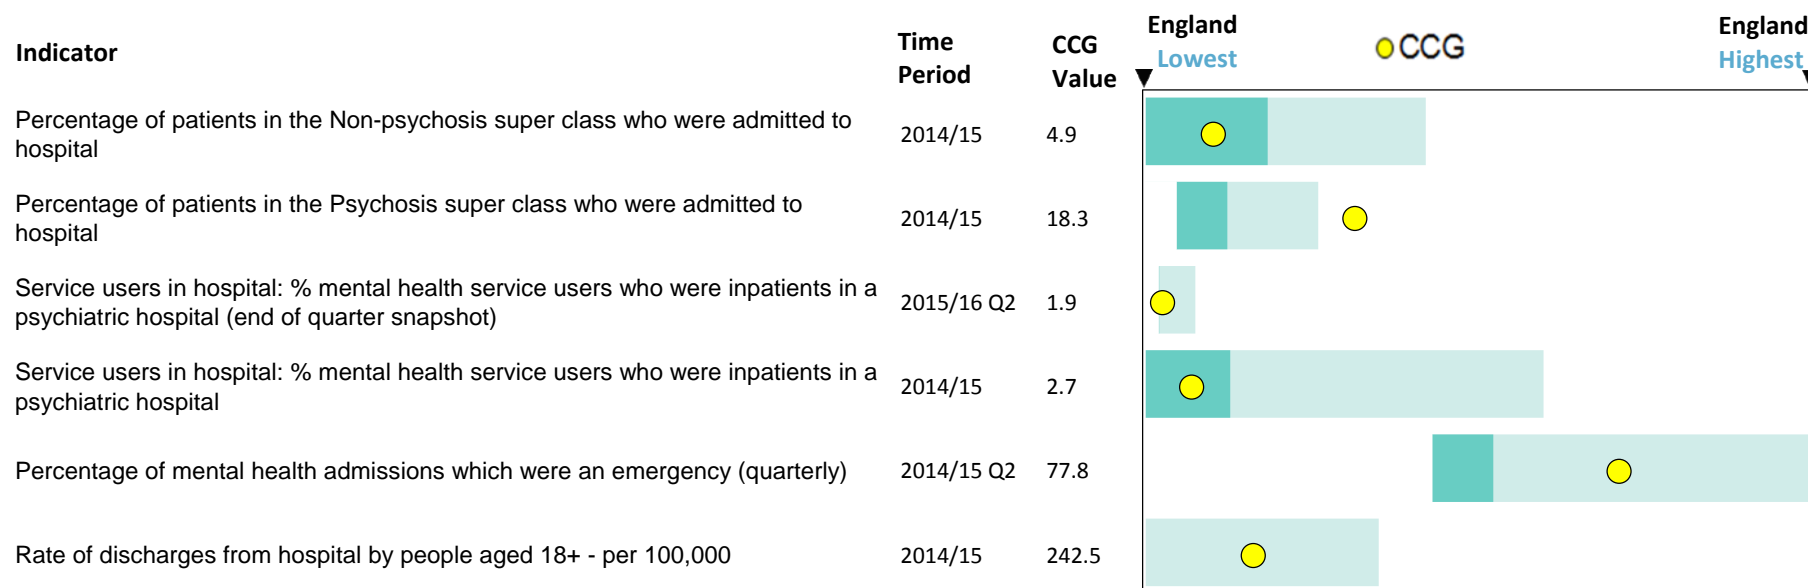 Indicator
Time
Period
CCG
Value
England
Lowest
CCG
England
Highest
Percentage of patients in the Non-psychosis super class who were admitted to
hospital
2014/15
4.9
Percentage of patients in the Psychosis super class who were admitted to
hospital
2014/15
18.3
Service users in hospital: % mental health service users who were inpatients in a
psychiatric hospital (end of quarter snapshot)
2015/16 Q2
1.9
Service users in hospital: % mental health service users who were inpatients in a
psychiatric hospital
2014/15
2.7
Percentage of mental health admissions which were an emergency (quarterly)
2014/15 Q2
77.8
Rate of discharges from hospital by people aged 18+ - per 100,000
2014/15
242.5